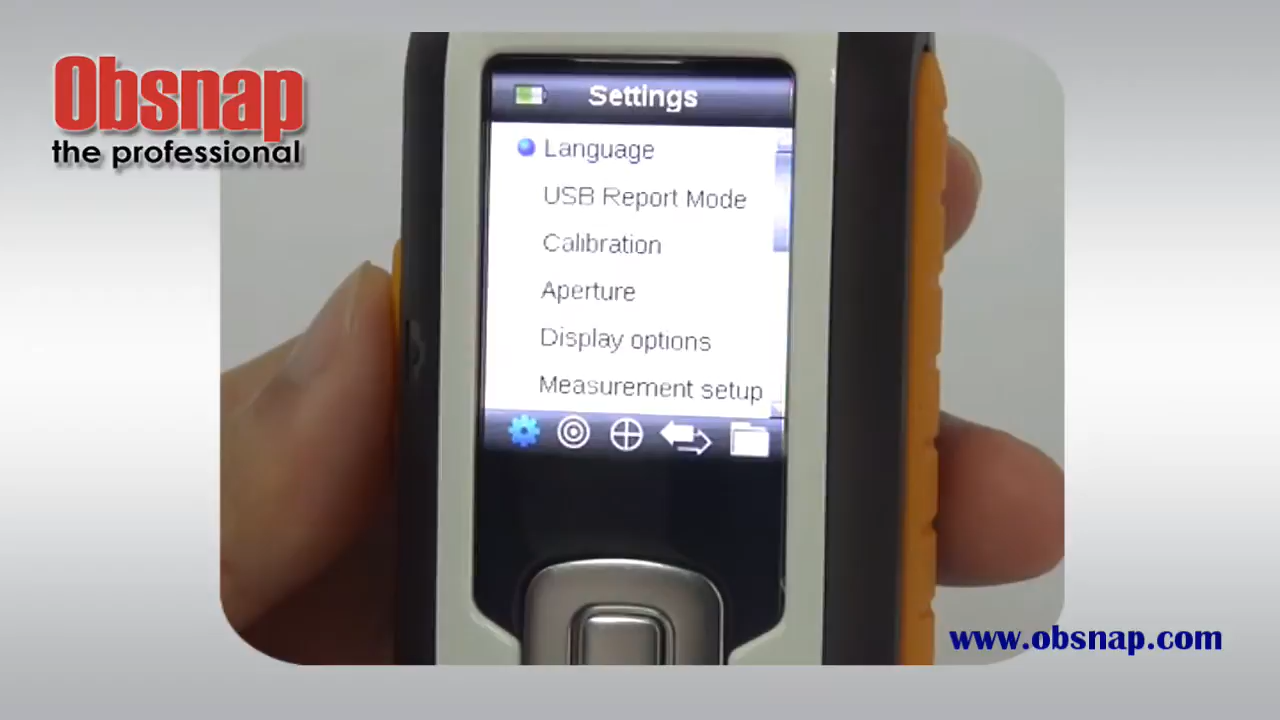 Obsnap
the professional
Settings
Language
USB Report Mode
Calibration
Aperture
Display options
Measurement setup
www.obsnap.com